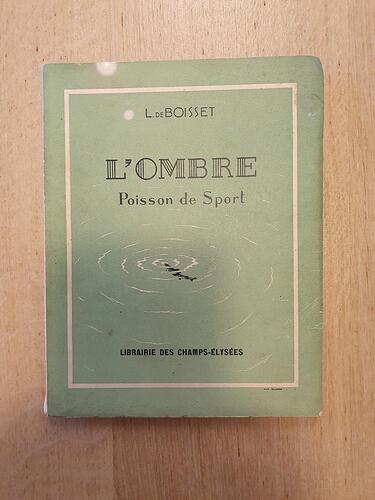 L. DE BOISSET
L'OMBRE
Poisson de Sport
LIBRAIRIE DES CHAMPS-ÉLYSÉES